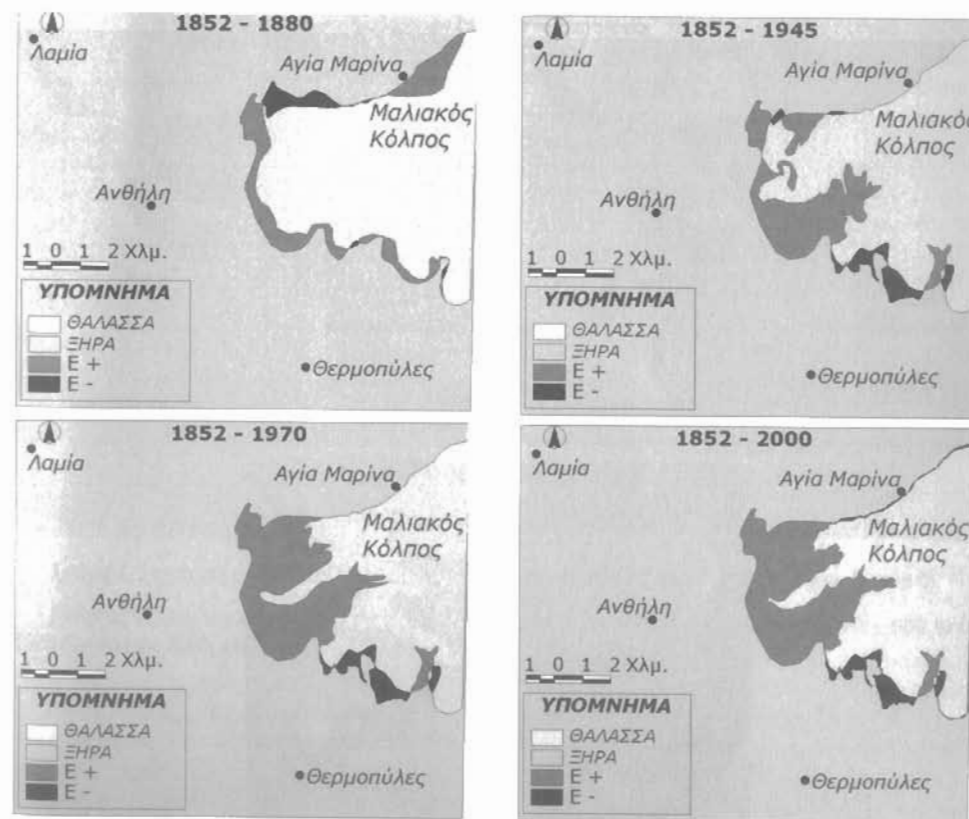 1852 - 1880
Λαμία
Αγία Μαρίνα
Μαλιακός
Κόλπος
Ανθήλη
1 0 1 2 Χλμ.
ΥΠΟΜΝΗΜΑ
ΘΑΛΑΣΣΑ
ΞΗΡΑ
Ε +
Ε -
Θερμοπύλες
1852 - 1945
Λαμία
Αγία Μαρίνα
Μαλιακός
Κόλπος
Ανθήλη
1 0 1 2 Χλμ.
ΥΠΟΜΝΗΜΑ
ΘΑΛΑΣΣΑ
ΞΗΡΑ
Ε +
Ε -
Θερμοπύλες
1852 - 1970
Λαμία
Αγία Μαρίνα
Μαλιακός
Κόλπος
Ανθήλη
1 0 1 2 Χλμ.
ΥΠΟΜΝΗΜΑ
ΘΑΛΑΣΣΑ
ΞΗΡΑ
Ε +
Ε -
Θερμοπύλες
1852 - 2000
Λαμία
Αγία Μαρίνα
Μαλιακός
Κόλπος
Ανθήλη
1 0 1 2 Χλμ.
ΥΠΟΜΝΗΜΑ
ΘΑΛΑΣΣΑ
ΞΗΡΑ
Ε +
Ε -
Θερμοπύλες